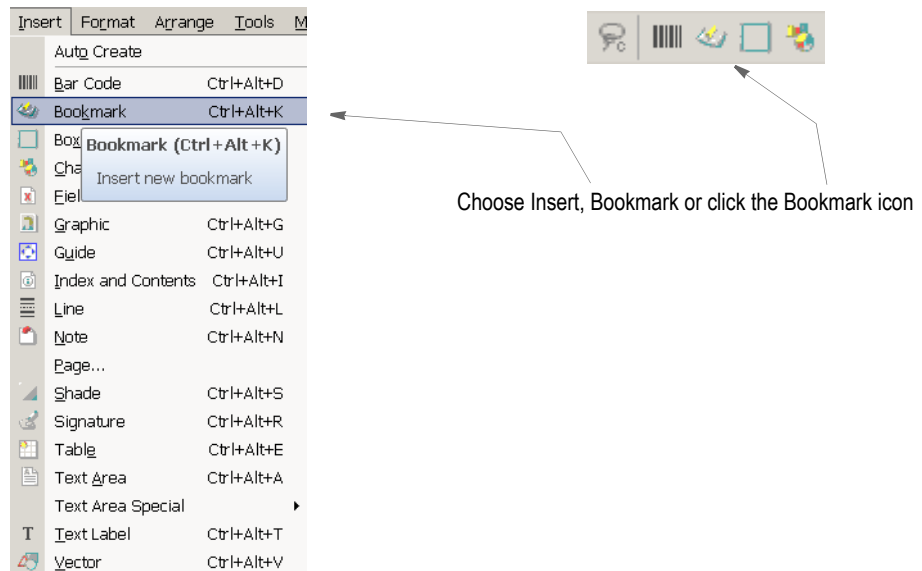 Insert Format Arrange Tools M
Auto Create
Bar Code Ctrl+Alt+D
Bookmark Ctrl+Alt+K
Box
Bookmark (Ctrl+Alt+K)
Cha
Insert new bookmark
Fiel
Graphic Ctrl+Alt+G
Guide Ctrl+Alt+U
Index and Contents Ctrl+Alt+I
Line Ctrl+Alt+L
Note Ctrl+Alt+N
Page...
Shade Ctrl+Alt+S
Signature Ctrl+Alt+R
Table Ctrl+Alt+E
Text Area Ctrl+Alt+A
Text Area Special
T Text Label Ctrl+Alt+T
Vector Ctrl+Alt+V
Choose Insert, Bookmark or click the Bookmark icon